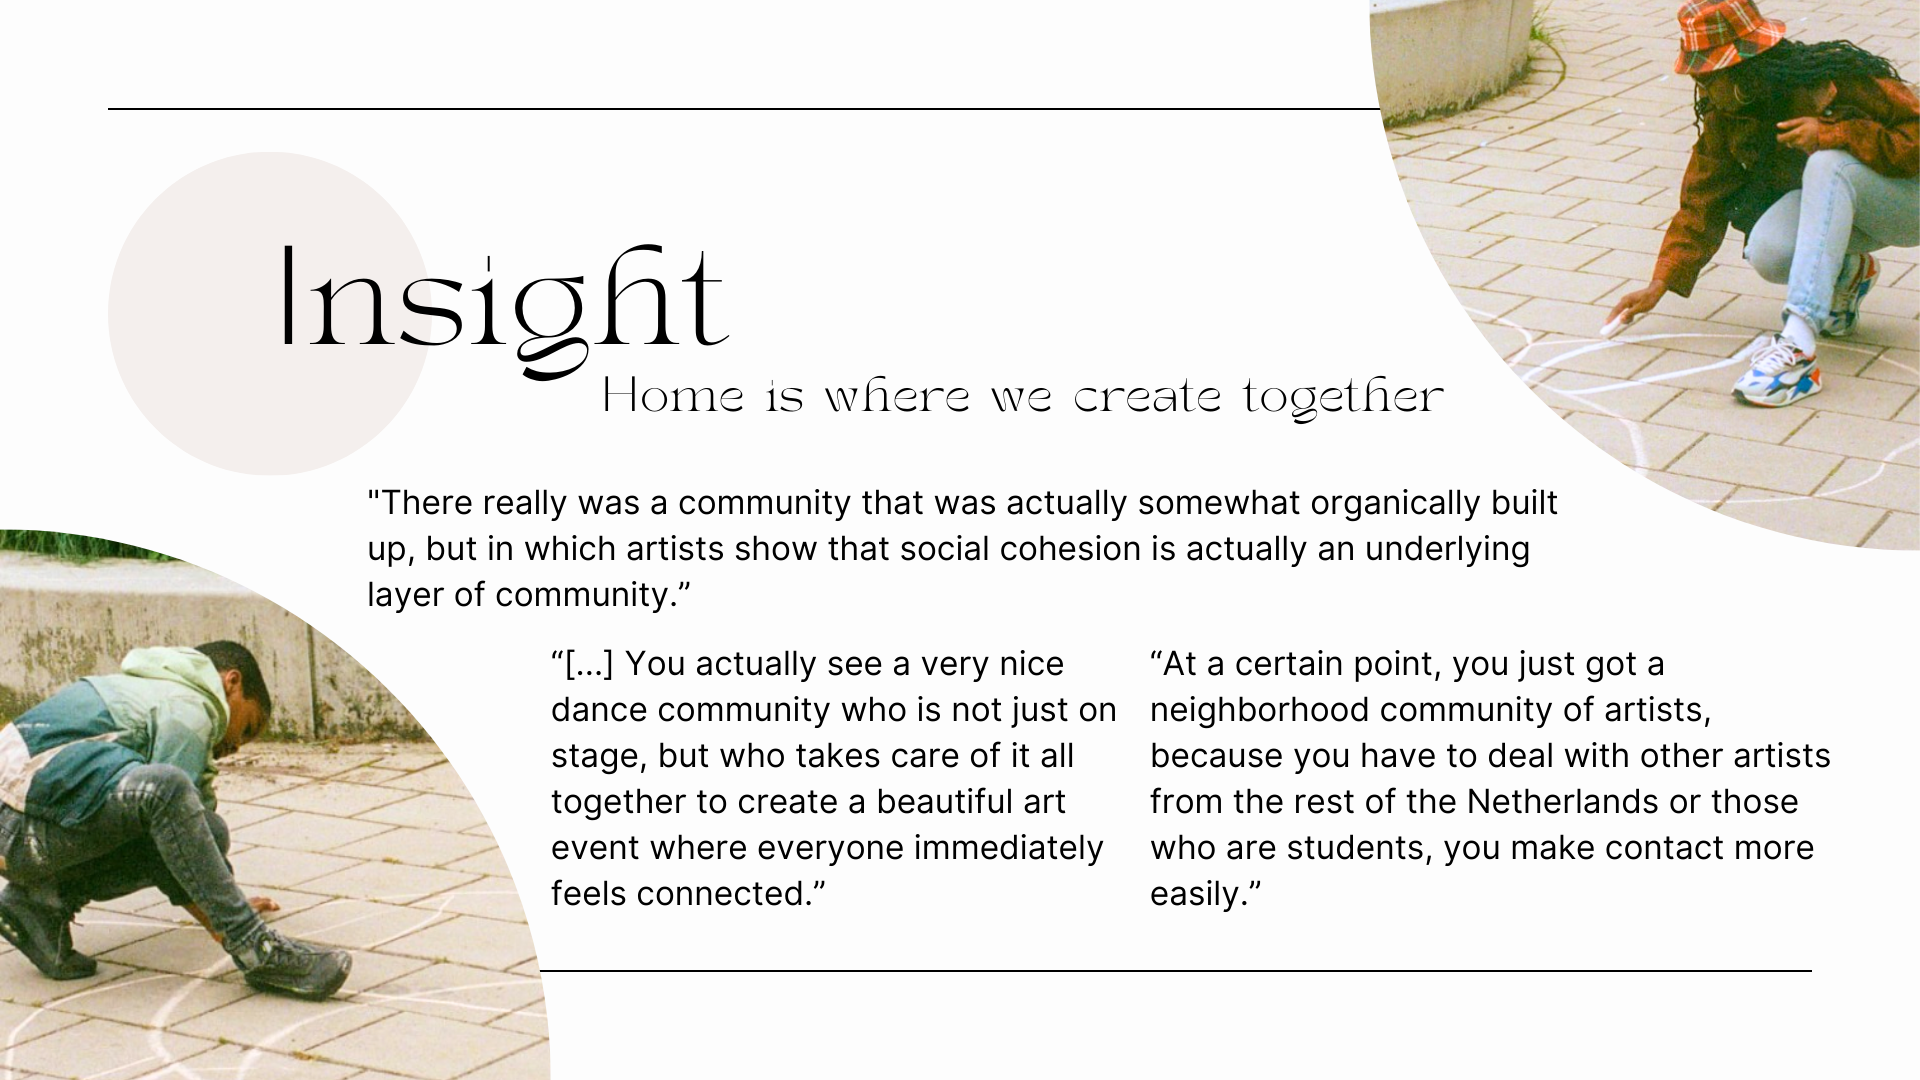 Insight
Home is where we create together
"There really was a community that was actually somewhat organically built
up, but in which artists show that social cohesion is actually an underlying
layer of community.”
“[...] You actually see a very nice
dance community who is not just on
stage, but who takes care of it all
together to create a beautiful art
event where everyone immediately
feels connected.”
“At a certain point, you just got a
neighborhood community of artists,
because you have to deal with other artists
from the rest of the Netherlands or those
who are students, you make contact more
easily.”